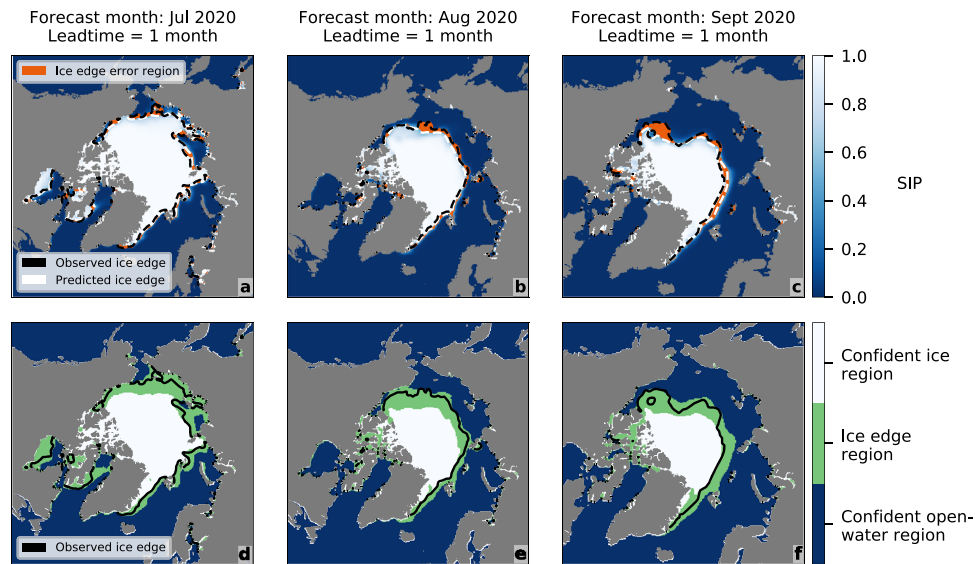 Forecast month: Jul 2020
Leadtime = 1 month
Forecast month: Aug 2020
Leadtime = 1 month
Forecast month: Sept 2020
Leadtime = 1 month
Ice edge error region
Observed ice edge
Predicted ice edge
a
b
c
1.0
0.8
0.6
0.4
0.2
0.0
SIP
Observed ice edge
d
e
f
Confident ice
region
Ice edge
region
Confident open-
water region